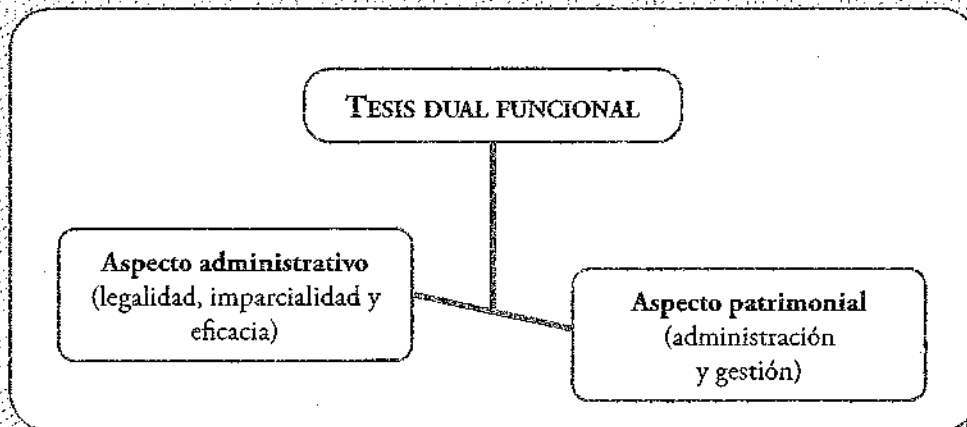 TESIS DUAL FUNCIONAL
Aspecto administrativo
(legalidad, imparcialidad y
eficacia)
Aspecto patrimonial
(administración
y gestión)